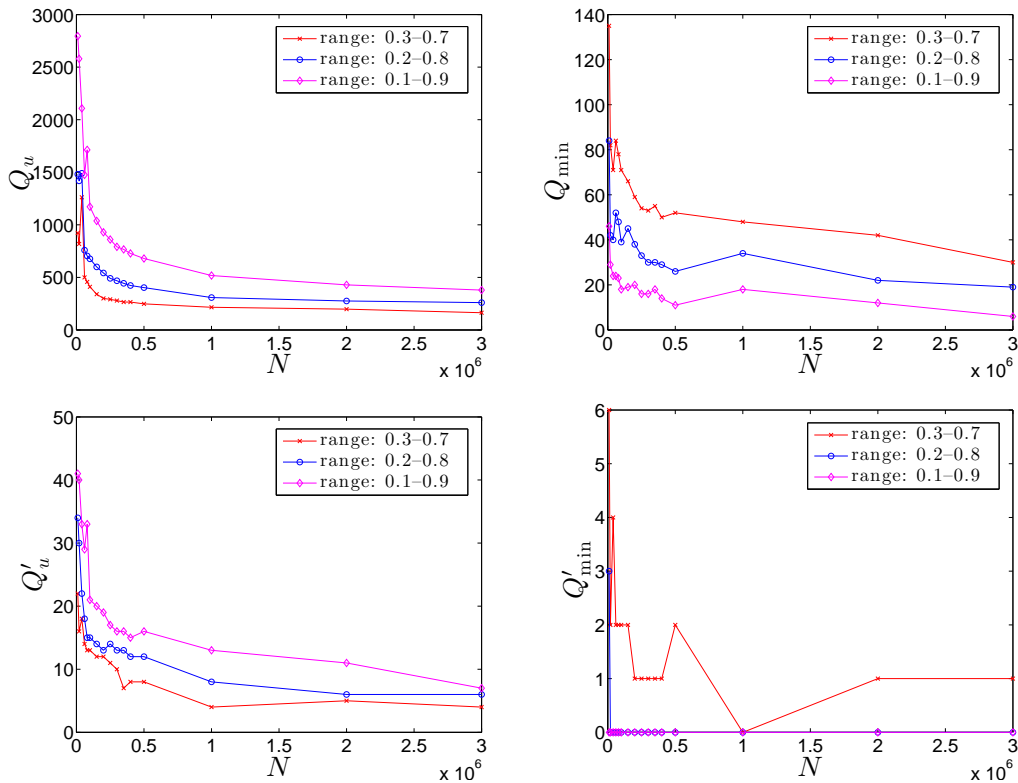 3000
2500
2000
1500
1000
500
0
Q_u
range: 0.3–0.7
range: 0.2–0.8
range: 0.1–0.9
0 0.5 1 1.5 2 2.5 3
N
x 10^6
140
120
100
80
60
40
20
0
Q_min
range: 0.3–0.7
range: 0.2–0.8
range: 0.1–0.9
0 0.5 1 1.5 2 2.5 3
N
x 10^6
50
40
30
20
10
0
Q'_u
range: 0.3–0.7
range: 0.2–0.8
range: 0.1–0.9
0 0.5 1 1.5 2 2.5 3
N
x 10^6
6
5
4
3
2
1
0
Q'_min
range: 0.3–0.7
range: 0.2–0.8
range: 0.1–0.9
0 0.5 1 1.5 2 2.5 3
N
x 10^6